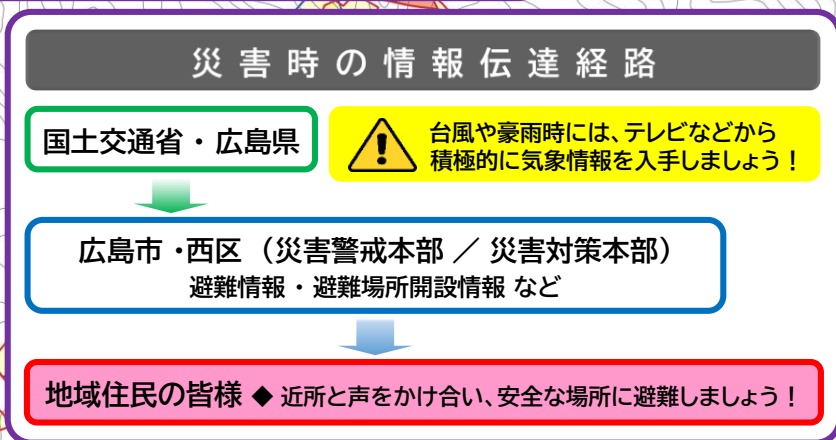 災害時の情報伝達経路
国土交通省・広島県
台風や豪雨時には、テレビなどから
積極的に気象情報を入手しましょう！
広島市・西区（災害警戒本部／災害対策本部）
避難情報・避難場所開設情報 など
地域住民の皆様 ◆ 近所と声をかけ合い、安全な場所に避難しましょう！